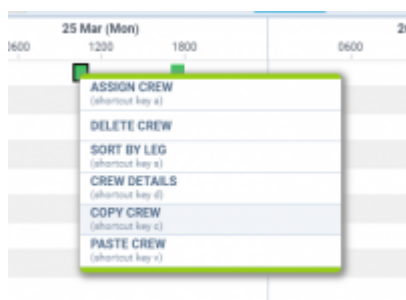 25 Mar (Mon)
0600 1200 1800 0600
ASSIGN CREW
(shortcut key a)
DELETE CREW
SORT BY LEG
(shortcut key s)
CREW DETAILS
(shortcut key d)
COPY CREW
(shortcut key c)
PASTE CREW
(shortcut key v)